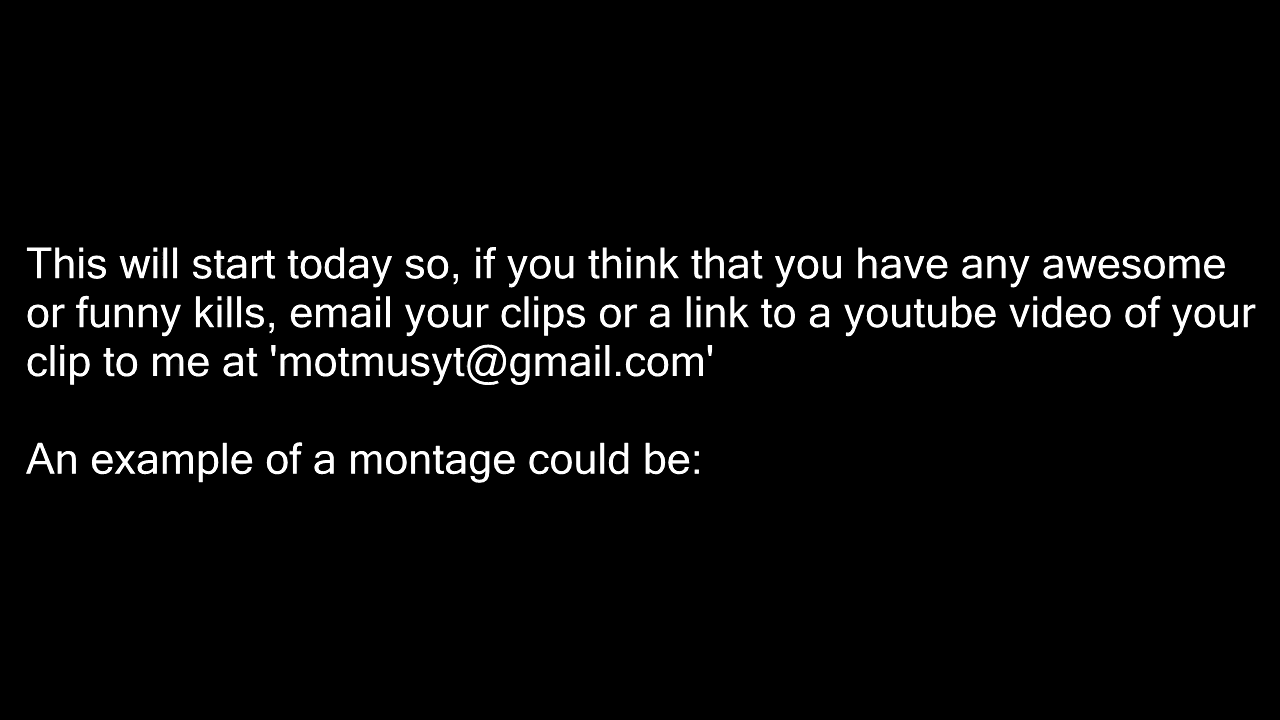 This will start today so, if you think that you have any awesome
or funny kills, email your clips or a link to a youtube video of your
clip to me at 'motmusyt@gmail.com'
An example of a montage could be: